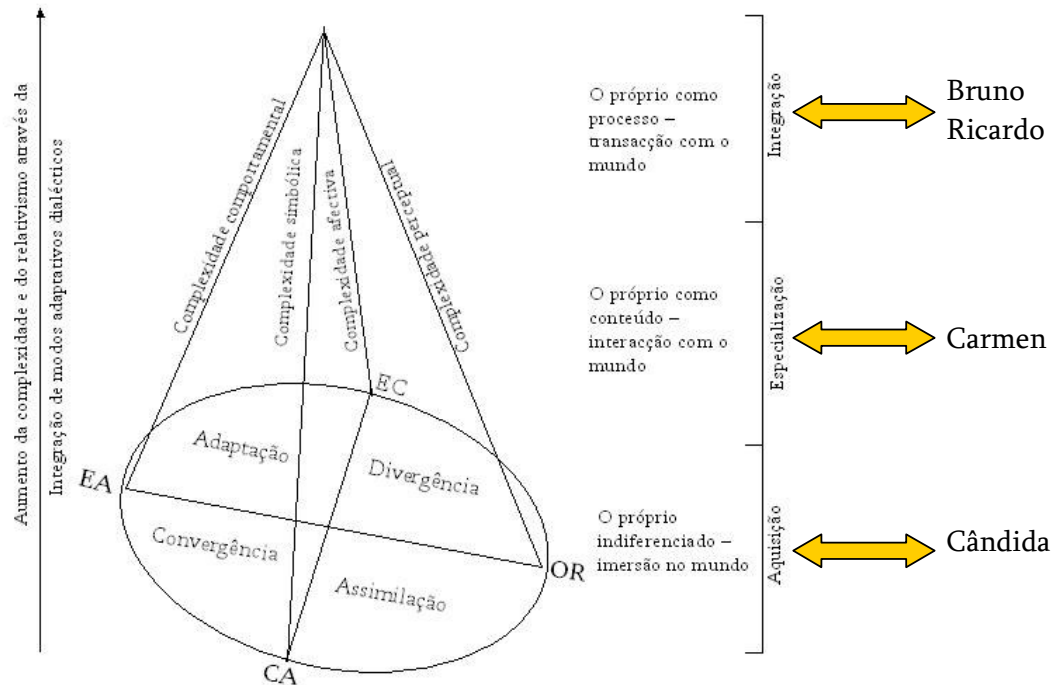 Aumento da complexidade e do relativismo através da
Integração de modos adaptativos dialécticos
Complexidade comportamental
Complexidade simbólica
Complexidade afectiva
Complexidade perceptual
EC
Adaptação
Divergência
EA
Convergência
Assimilação
OR
CA
O próprio como
processo –
transacção com o
mundo
Integração
Bruno
Ricardo
O próprio como
conteúdo –
interacção com o
mundo
Especialização
Carmen
O próprio
indiferenciado –
imersão no mundo
Aquisição
Cândida